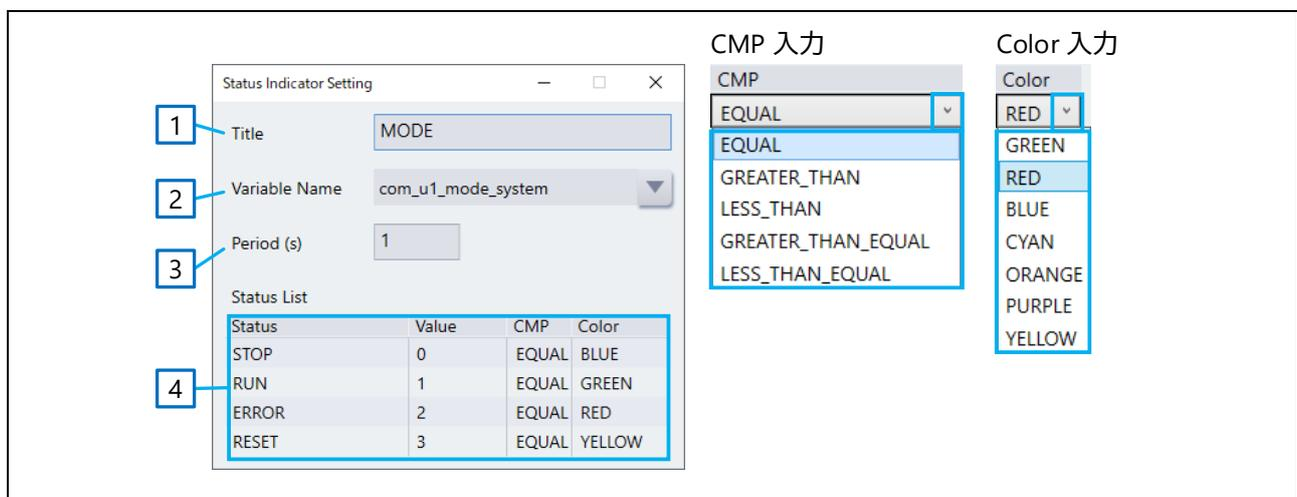 CMP 入力
Color 入力
Status Indicator Setting
1
Title
MODE
2
Variable Name
com_u1_mode_system
3
Period (s)
1
Status List
4
Status Value CMP Color
STOP 0 EQUAL BLUE
RUN 1 EQUAL GREEN
ERROR 2 EQUAL RED
RESET 3 EQUAL YELLOW
CMP
EQUAL
EQUAL
GREATER_THAN
LESS_THAN
GREATER_THAN_EQUAL
LESS_THAN_EQUAL
Color
RED
GREEN
RED
BLUE
CYAN
ORANGE
PURPLE
YELLOW